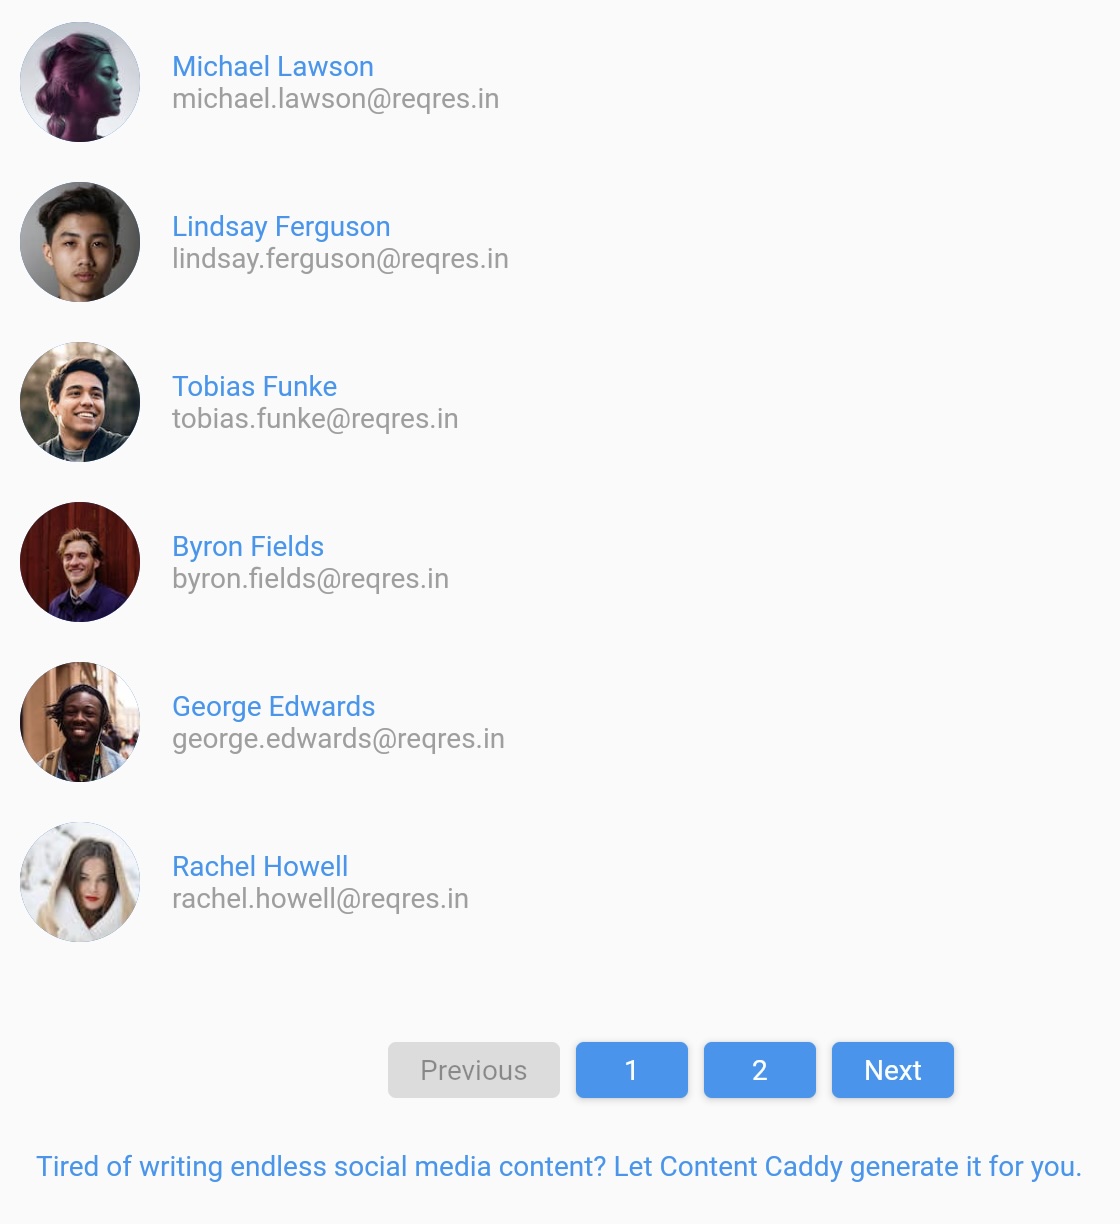 Michael Lawson
michael.lawson@reqres.in
Lindsay Ferguson
lindsay.ferguson@reqres.in
Tobias Funke
tobias.funke@reqres.in
Byron Fields
byron.fields@reqres.in
George Edwards
george.edwards@reqres.in
Rachel Howell
rachel.howell@reqres.in
Previous 1 2 Next
Tired of writing endless social media content? Let Content Caddy generate it for you.